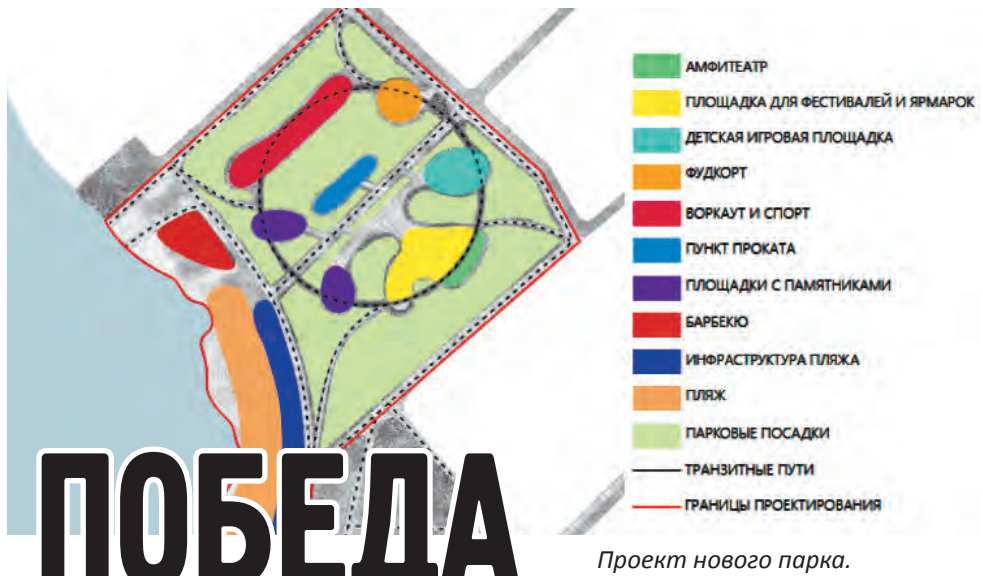 АМФИТЕАТР
ПЛОЩАДКА ДЛЯ ФЕСТИВАЛЕЙ И ЯРМАРОК
ДЕТСКАЯ ИГРОВАЯ ПЛОЩАДКА
ФУДКОРТ
ВОРКАУТ И СПОРТ
ПУНКТ ПРОКАТА
ПЛОЩАДКИ С ПАМЯТНИКАМИ
БАРБЕКЮ
ИНФРАСТРУКТУРА ПЛЯЖА
ПЛЯЖ
ПАРКОВЫЕ ПОСАДКИ
ТРАНЗИТНЫЕ ПУТИ
ГРАНИЦЫ ПРОЕКТИРОВАНИЯ
ПОБЕДА
Проект нового парка.